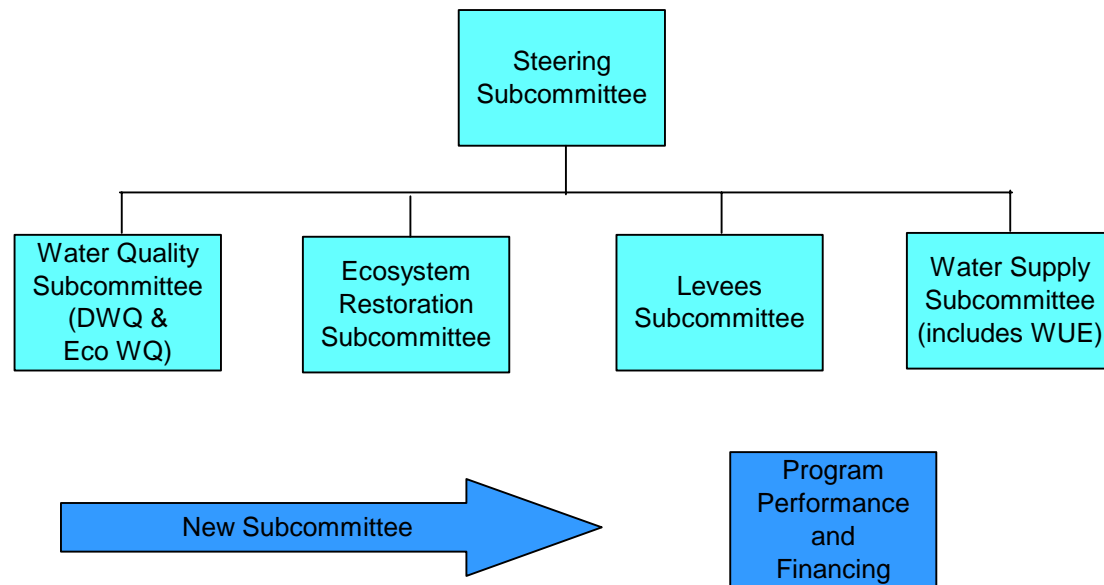 Steering
Subcommittee
Water Quality
Subcommittee
(DWQ &
Eco WQ)
Ecosystem
Restoration
Subcommittee
Levees
Subcommittee
Water Supply
Subcommittee
(includes WUE)
New Subcommittee
Program
Performance
and
Financing